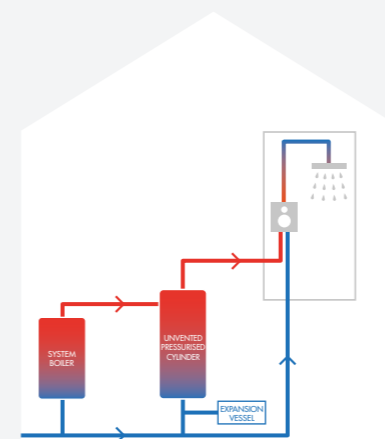 SYSTEM
BOILER
UNVENTED
PRESSURISED
CYLINDER
EXPANSION
VESSEL